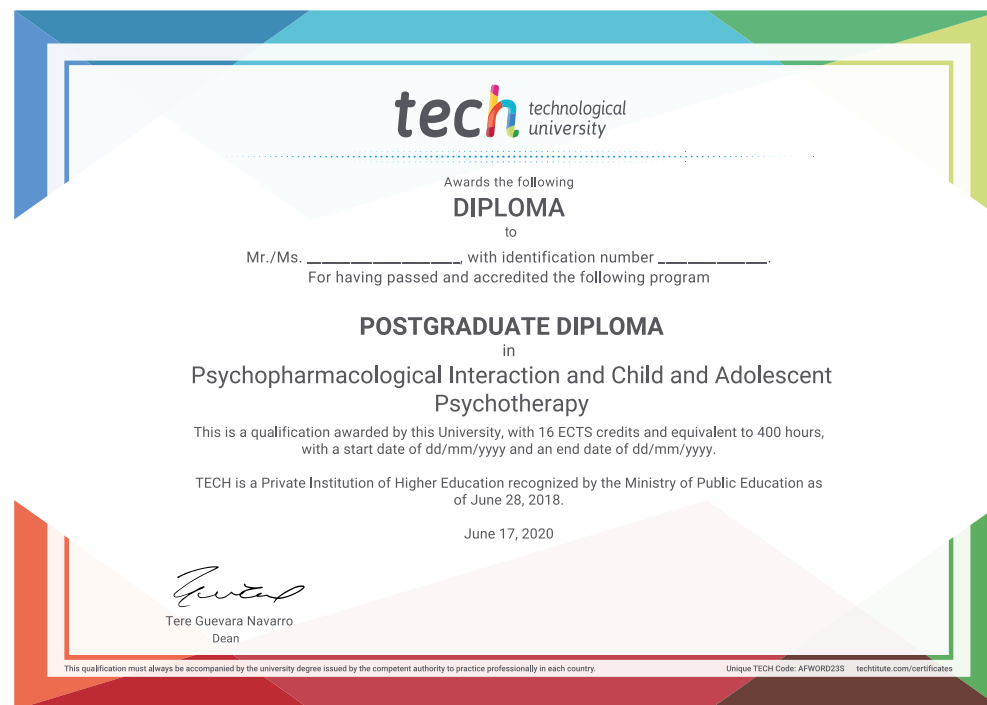 tech technological
university
Awards the following
DIPLOMA
to
Mr./Ms. ____________________, with identification number ______________.
For having passed and accredited the following program
POSTGRADUATE DIPLOMA
in
Psychopharmacological Interaction and Child and Adolescent
Psychotherapy
This is a qualification awarded by this University, with 16 ECTS credits and equivalent to 400 hours,
with a start date of dd/mm/yyyy and an end date of dd/mm/yyyy.
TECH is a Private Institution of Higher Education recognized by the Ministry of Public Education as
of June 28, 2018.
June 17, 2020
Tere Guevara Navarro
Dean
This qualification must always be accompanied by the university degree issued by the competent authority to practice professionally in each country. Unique TECH Code: AFWORD23S techtitute.com/certificates